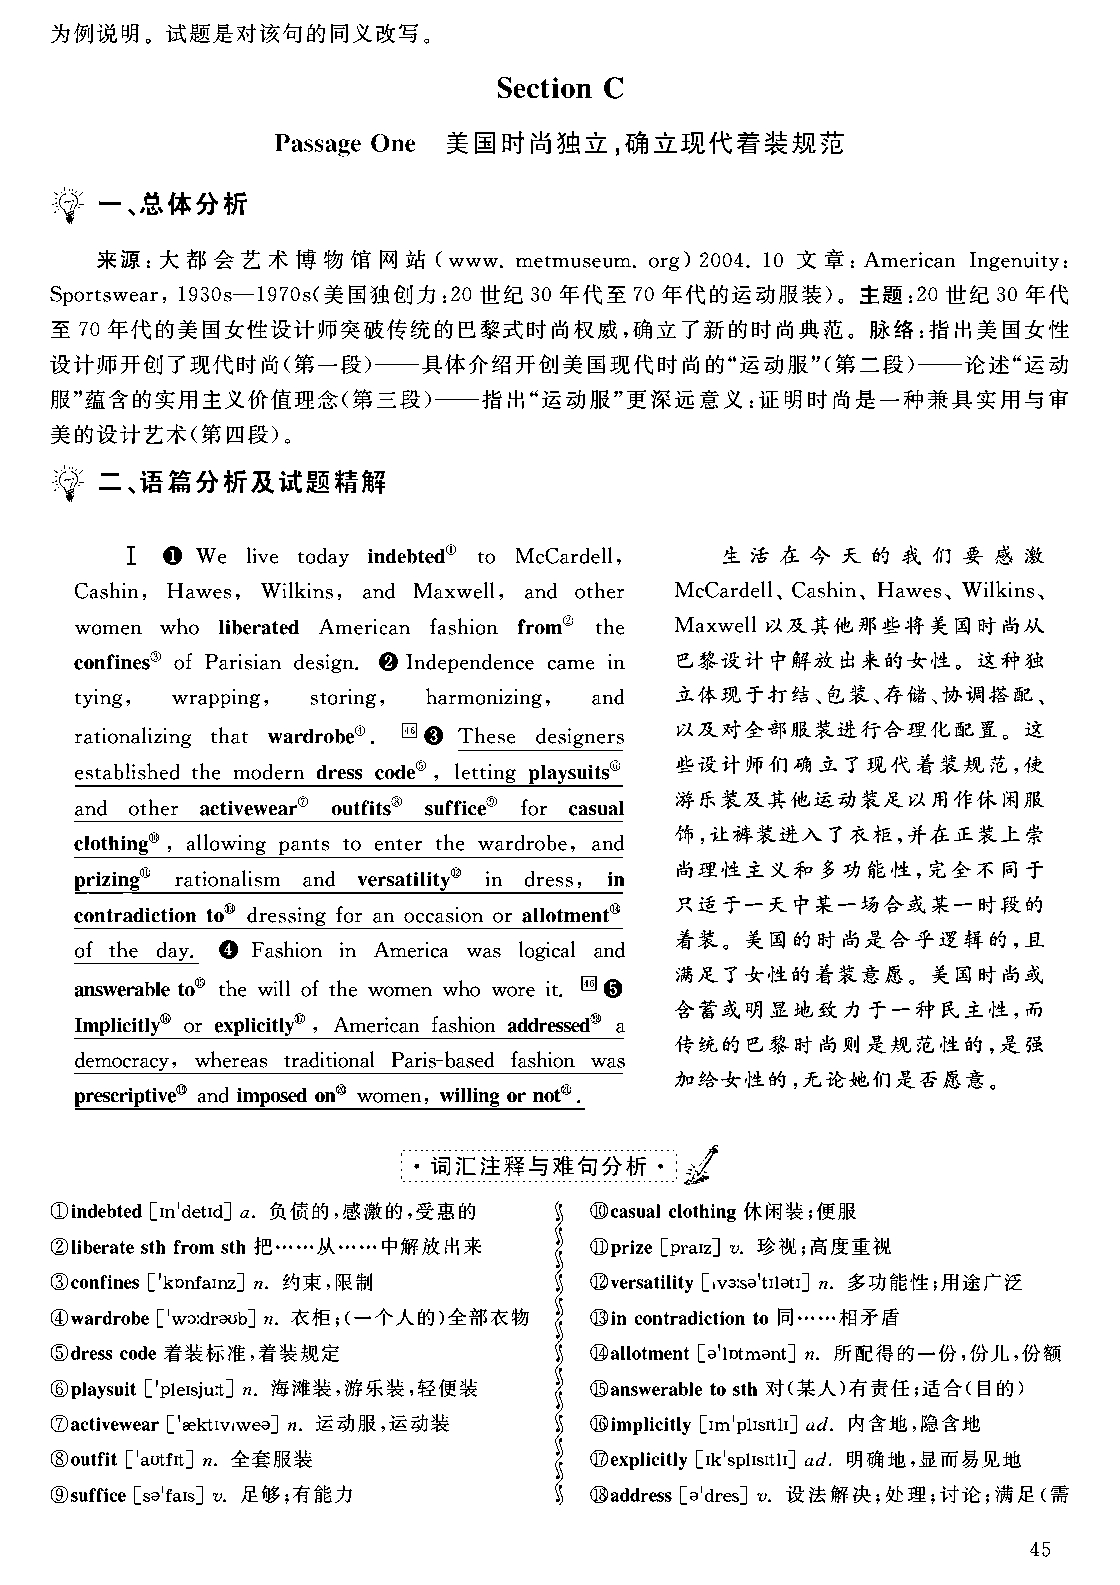 为例说明。试题是对该句的同义改写。
Section C
Passage One 美国时尚独立,确立现代着装规范
一、总体分析
来源:大都会艺术博物馆网站(www. metmuseum. org)2004. 10 文章: American Ingenuity:
Sportswear, 1930s—1970s(美国独创力:20世纪30年代至70年代的运动服装)。主题:20世纪30年代
至70年代的美国女性设计师突破传统的巴黎式时尚权威,确立了新的时尚典范。脉络:指出美国女性
设计师开创了现代时尚(第一段)——具体介绍开创美国现代时尚的“运动服”(第二段)——论述“运动
服”蕴含的实用主义价值理念(第三段)——指出“运动服”更深远意义:证明时尚是一种兼具实用与审
美的设计艺术(第四段)。
二、语篇分析及试题精解
I ❶ We live today indebted① to McCardell,
Cashin, Hawes, Wilkins, and Maxwell, and other
women who liberated American fashion from② the
confines③ of Parisian design. ❷ Independence came in
tying, wrapping, storing, harmonizing, and
rationalizing that wardrobe④. 46 ❸ These designers
established the modern dress code⑤, letting playsuits⑥
and other activewear⑦ outfits⑧ suffice⑨ for casual
clothing⑩, allowing pants to enter the wardrobe, and
prizing⑪ rationalism and versatility⑫ in dress, in
contradiction to⑬ dressing for an occasion or allotment⑭
of the day. ❹ Fashion in America was logical and
answerable to⑮ the will of the women who wore it. 46 ❺
Implicitly⑯ or explicitly⑰, American fashion addressed⑱ a
democracy, whereas traditional Paris-based fashion was
prescriptive⑲ and imposed on⑳ women, willing or not㉑.
生活在今天的我们要感激
McCardell、Cashin、Hawes、Wilkins、
Maxwell以及其他那些将美国时尚从
巴黎设计中解放出来的女性。这种独
立体现于打结、包装、存储、协调搭配、
以及对全部服装进行合理化配置。这
些设计师们确立了现代着装规范,使
游乐装及其他运动装足以用作休闲服
饰,让裤装进入了衣柜,并在正装上崇
尚理性主义和多功能性,完全不同于
只适于一天中某一场合或某一时段的
着装。美国的时尚是合乎逻辑的,且
满足了女性的着装意愿。美国时尚或
含蓄或明显地致力于一种民主性,而
传统的巴黎时尚则是规范性的,是强
加给女性的,无论她们是否愿意。
·词汇注释与难句分析·
①indebted [ɪnˈdetɪd] a. 负债的,感激的,受惠的
②liberate sth from sth 把……从……中解放出来
③confines [ˈkɒnfaɪnz] n. 约束,限制
④wardrobe [ˈwɔːdrəʊb] n. 衣柜;(一个人的)全部衣物
⑤dress code 着装标准,着装规定
⑥playsuit [ˈpleɪsjuːt] n. 海滩装,游乐装,轻便装
⑦activewear [ˈæktɪvˌweə] n. 运动服,运动装
⑧outfit [ˈaʊtfɪt] n. 全套服装
⑨suffice [səˈfaɪs] v. 足够;有能力
⑩casual clothing 休闲装;便服
⑪prize [praɪz] v. 珍视;高度重视
⑫versatility [ˌvɜːsəˈtɪlətɪ] n. 多功能性;用途广泛
⑬in contradiction to 同……相矛盾
⑭allotment [əˈlɒtmənt] n. 所配得的一份,份儿,份额
⑮answerable to sth 对(某人)有责任;适合(目的)
⑯implicitly [ɪmˈplɪsɪtlɪ] ad. 内含地,隐含地
⑰explicitly [ɪkˈsplɪsɪtlɪ] ad. 明确地,显而易见地
⑱address [əˈdres] v. 设法解决;处理;讨论;满足(需
45